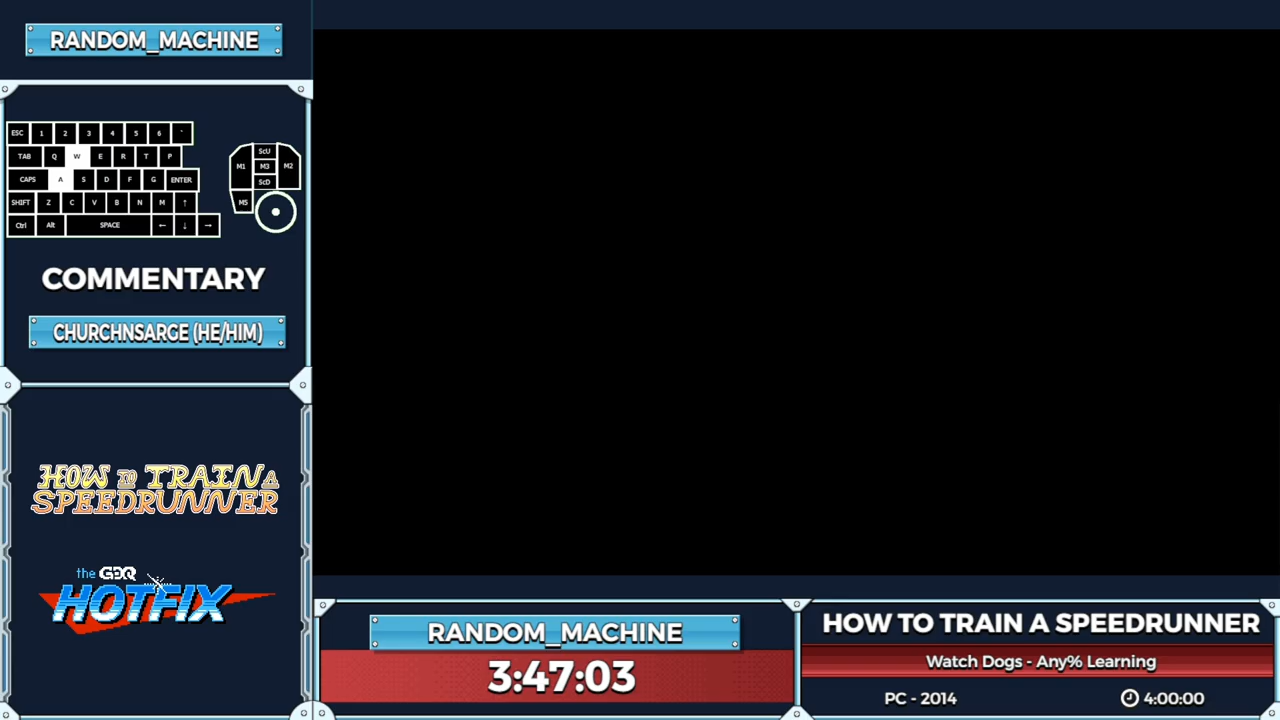 RANDOM_MACHINE
ESC 1 2 3 4 5 6 `
TAB Q W E R T P
CAPS A S D F G ENTER
SHIFT Z C V B N M ↑
Ctrl Alt SPACE ← ↓ →
ScU
M1 M3 M2
ScD
M5
COMMENTARY
CHURCHNSARGE (HE/HIM)
HOW TO TRAIN A
SPEEDRUNNER
the GDQ
HOTFIX
RANDOM_MACHINE
3:47:03
HOW TO TRAIN A SPEEDRUNNER
Watch Dogs - Any% Learning
PC - 2014 4:00:00